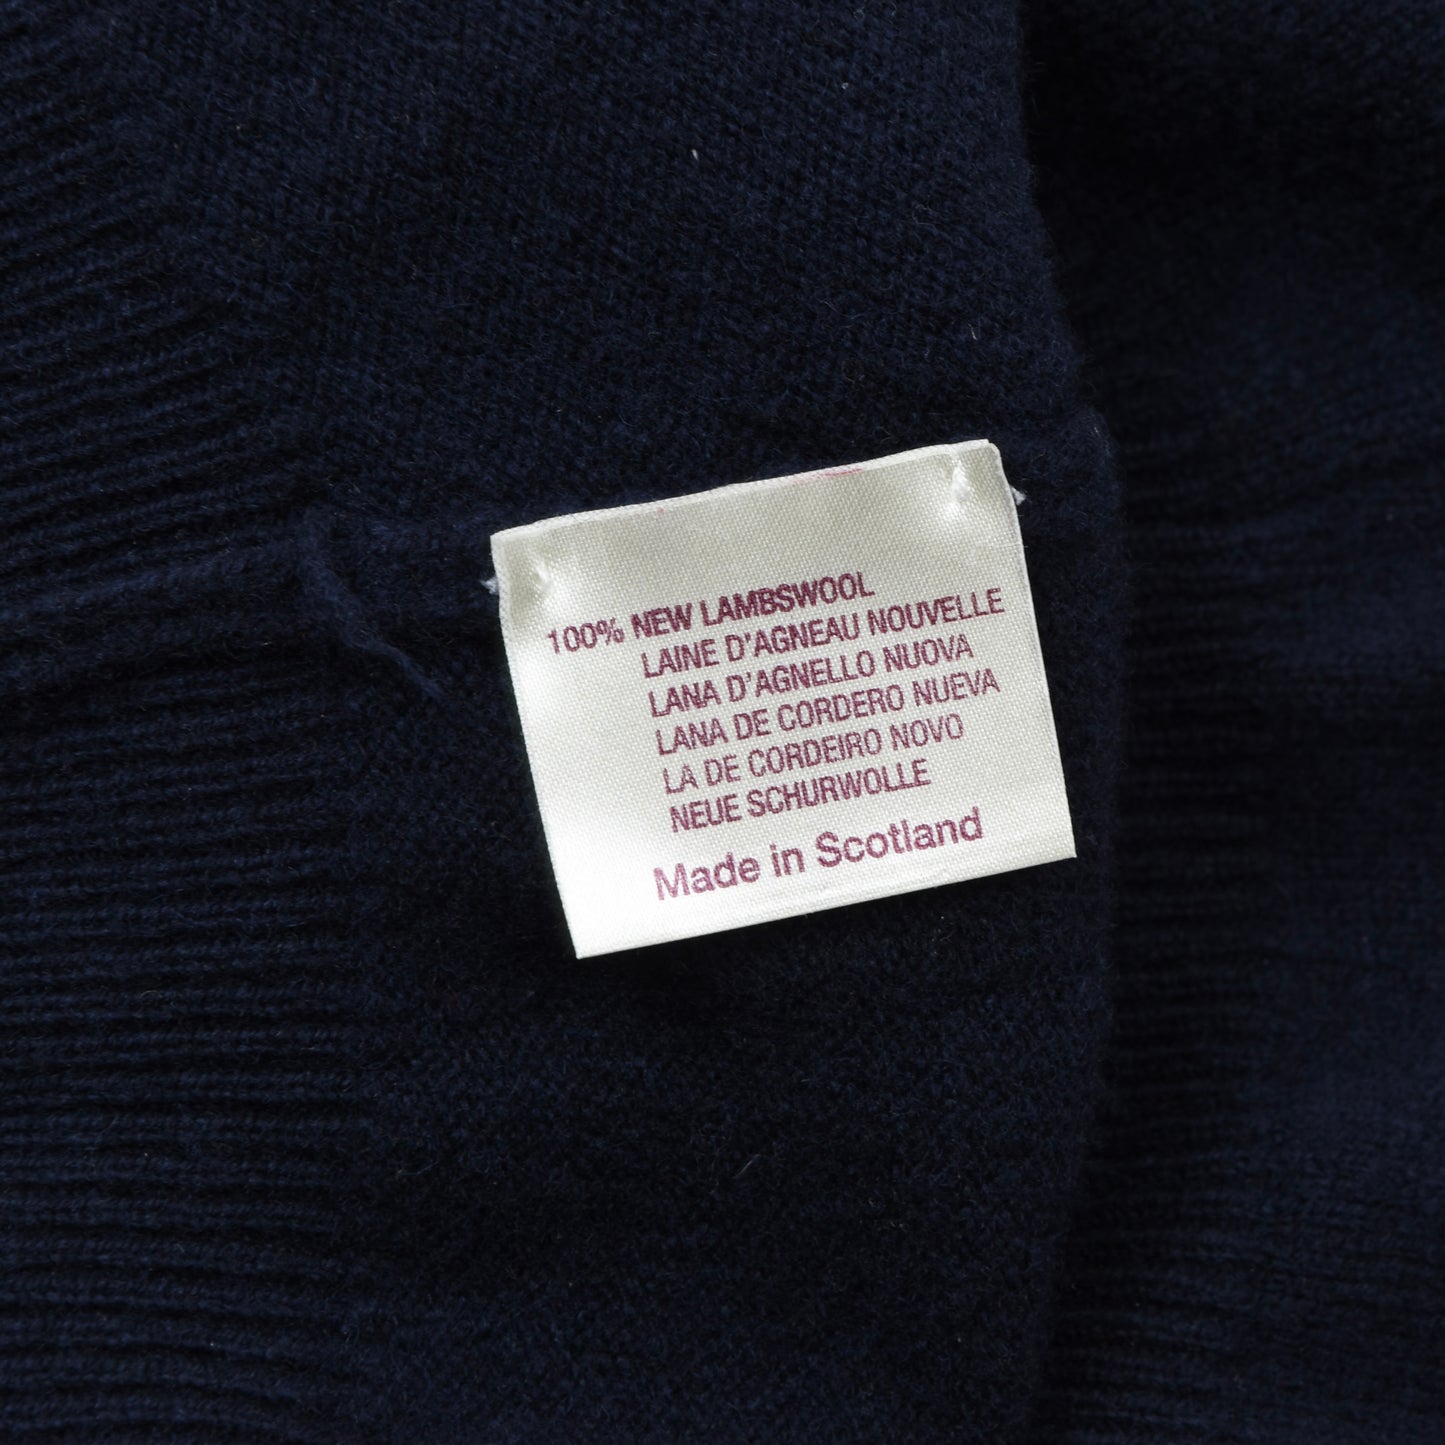 100% NEW LAMBSWOOL
LAINE D'AGNEAU NOUVELLE
LANA D'AGNELLO NUOVA
LANA DE CORDERO NUEVA
LA DE CORDEIRO NOVO
NEUE SCHURWOLLE
Made in Scotland